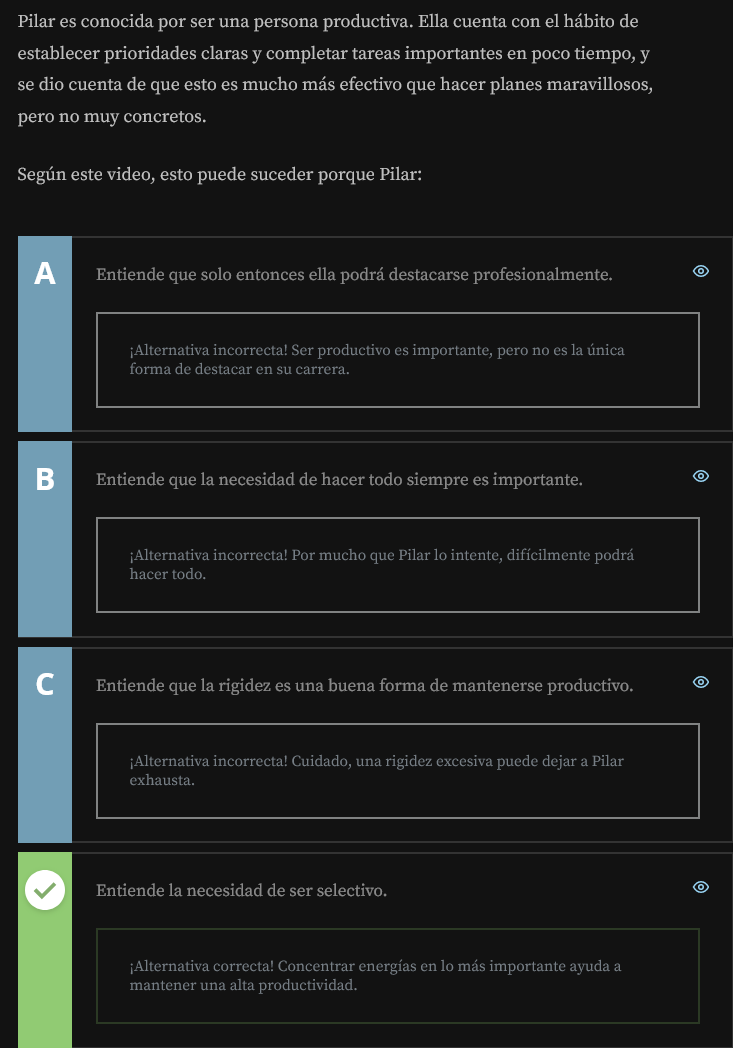 Pilar es conocida por ser una persona productiva. Ella cuenta con el hábito de
establecer prioridades claras y completar tareas importantes en poco tiempo, y
se dio cuenta de que esto es mucho más efectivo que hacer planes maravillosos,
pero no muy concretos.
Según este video, esto puede suceder porque Pilar:
A
Entiende que solo entonces ella podrá destacarse profesionalmente.
¡Alternativa incorrecta! Ser productivo es importante, pero no es la única
forma de destacar en su carrera.
B
Entiende que la necesidad de hacer todo siempre es importante.
¡Alternativa incorrecta! Por mucho que Pilar lo intente, difícilmente podrá
hacer todo.
C
Entiende que la rigidez es una buena forma de mantenerse productivo.
¡Alternativa incorrecta! Cuidado, una rigidez excesiva puede dejar a Pilar
exhausta.
Entiende la necesidad de ser selectivo.
¡Alternativa correcta! Concentrar energías en lo más importante ayuda a
mantener una alta productividad.